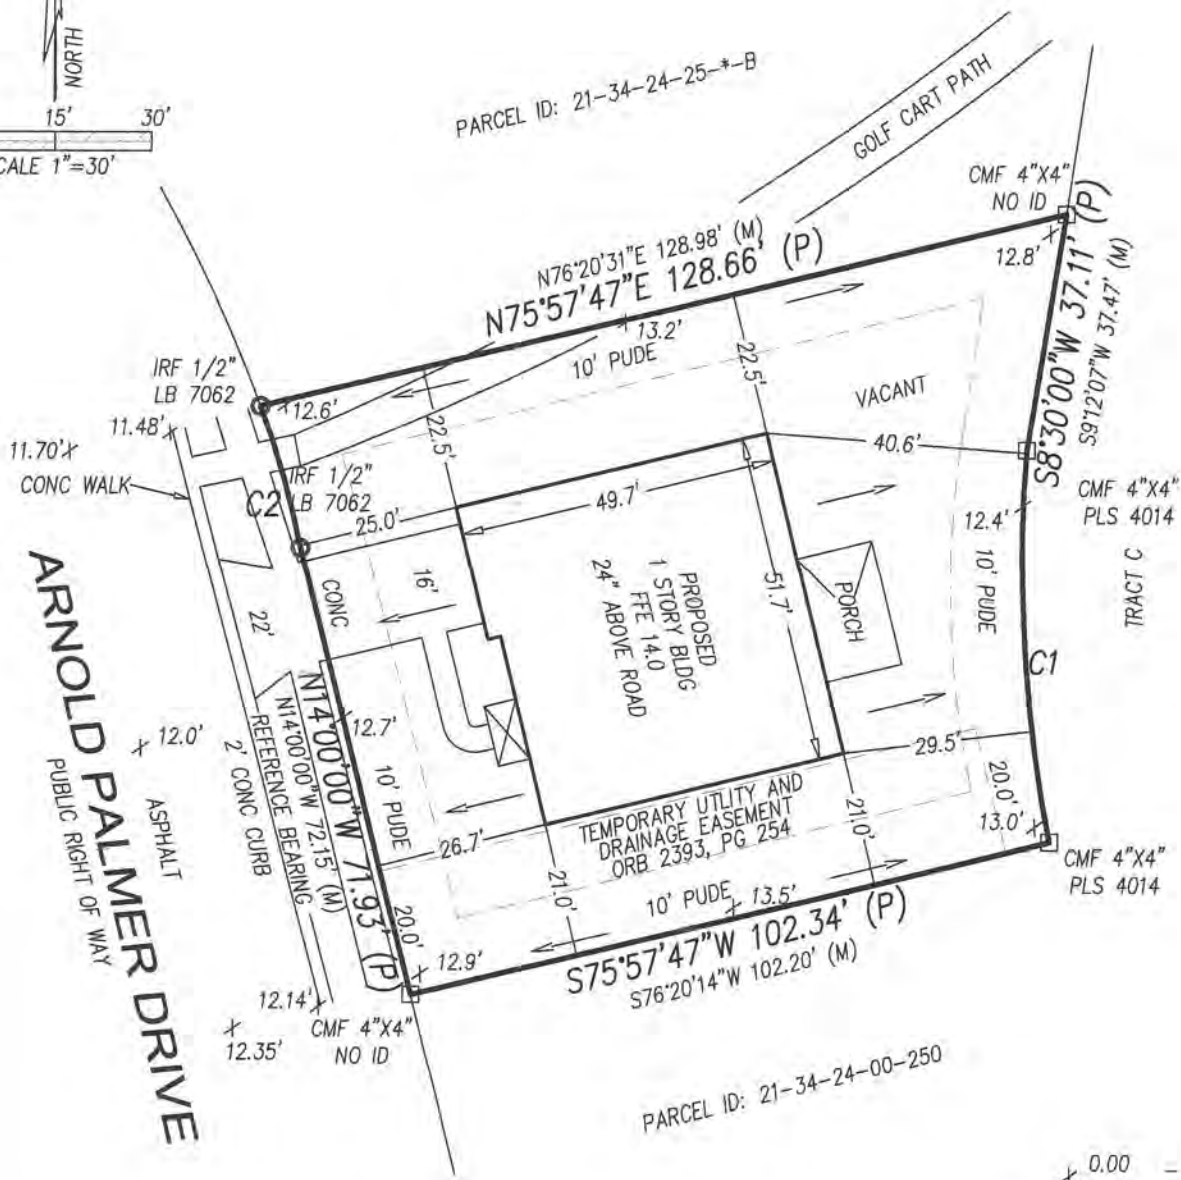 NORTH
15' 30'
CALE 1"=30'
PARCEL ID: 21-34-24-25-*-B
GOLF CART PATH
CMF 4"X4"
NO ID
12.8'
S8°30'00"W 37.11' (P)
S9°12'07"W 37.47' (M)
N76°20'31"E 128.98' (M)
N75°57'47"E 128.66' (P)
13.2'
10' PUDE
22.5'
VACANT
IRF 1/2"
LB 7062
12.6'
11.48'
11.70'
CONC WALK
22.5'
IRF 1/2"
LB 7062
C2
25.0'
49.7'
40.6'
CMF 4"X4"
PLS 4014
12.4'
10' PUDE
TRACT C
C1
16'
CONC
22'
PROPOSED
1 STORY BLDG
FFE 14.0
24" ABOVE ROAD
51.7'
PORCH
ARNOLD PALMER DRIVE
PUBLIC RIGHT OF WAY
ASPHALT
12.0'
2' CONC CURB
REFERENCE BEARING
N14°00'00"W 72.15' (M)
N14°00'00"W 71.93' (P)
12.7'
10' PUDE
29.5'
20.0'
13.0'
26.7'
TEMPORARY UTLITY AND
DRAINAGE EASEMENT
ORB 2393, PG 254
21.0'
21.0'
CMF 4"X4"
PLS 4014
10' PUDE
13.5'
20.0'
12.9'
S75°57'47"W 102.34' (P)
S76°20'14"W 102.20' (M)
12.14'
12.35'
CMF 4"X4"
NO ID
PARCEL ID: 21-34-24-00-250
0.00 =